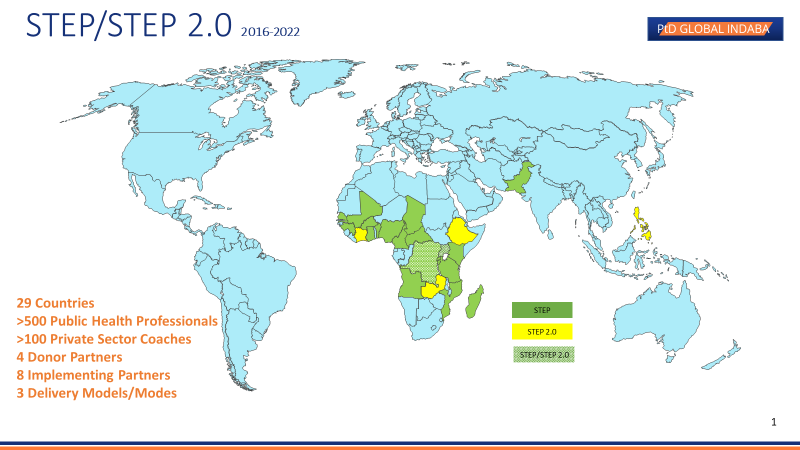 STEP/STEP 2.0 2016-2022
PtD GLOBAL INDABA
29 Countries
>500 Public Health Professionals
>100 Private Sector Coaches
4 Donor Partners
8 Implementing Partners
3 Delivery Models/Modes
STEP
STEP 2.0
STEP/STEP 2.0
1